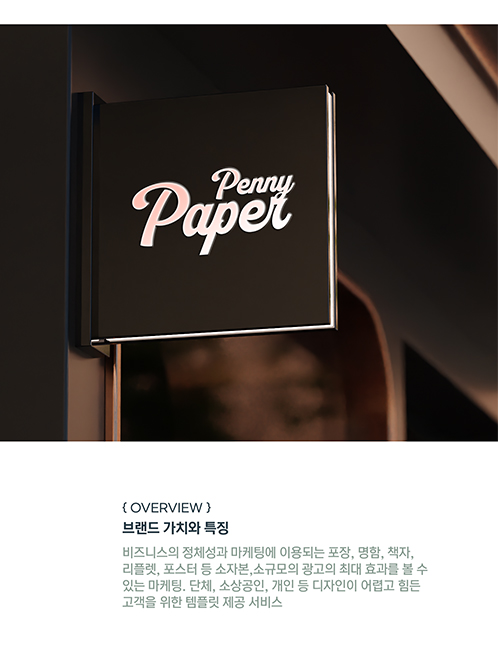 Penny
Paper
{ OVERVIEW }
브랜드 가치와 특징
비즈니스의 정체성과 마케팅에 이용되는 포장, 명함, 책자,
리플렛, 포스터 등 소자본,소규모의 광고의 최대 효과를 볼 수
있는 마케팅. 단체, 소상공인, 개인 등 디자인이 어렵고 힘든
고객을 위한 템플릿 제공 서비스